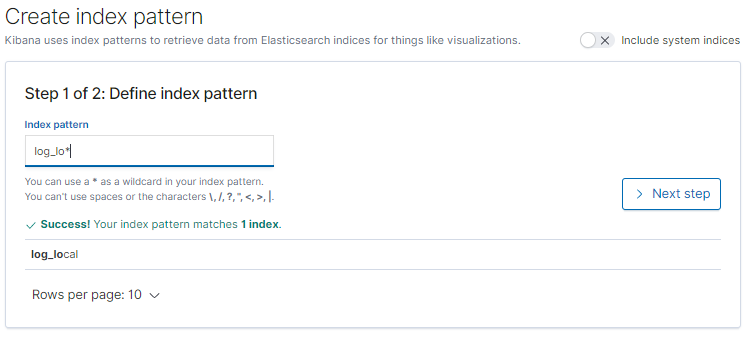 Create index pattern
Kibana uses index patterns to retrieve data from Elasticsearch indices for things like visualizations.
Include system indices
Step 1 of 2: Define index pattern
Index pattern
log_lo*
You can use a * as a wildcard in your index pattern.
You can't use spaces or the characters \, /, ?, ", <, >, |.
Next step
Success! Your index pattern matches 1 index.
log_local
Rows per page: 10